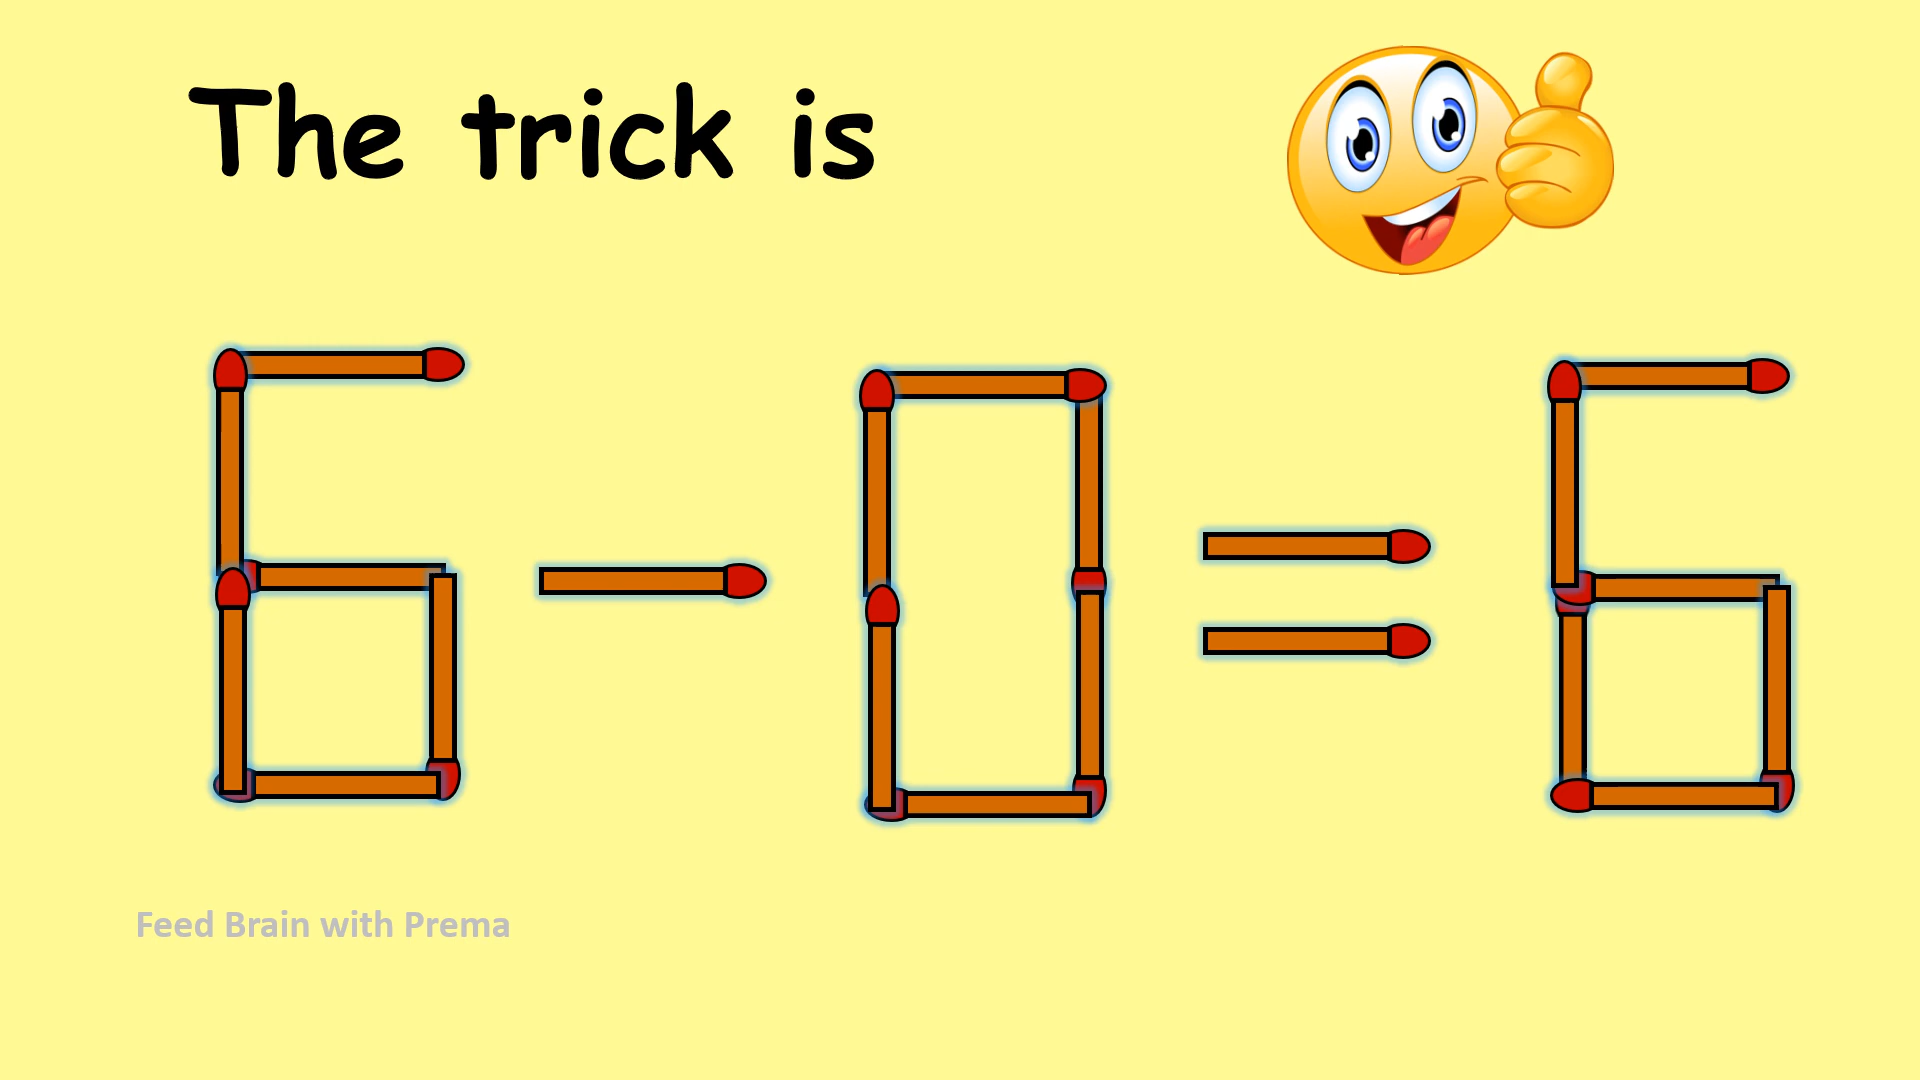 The trick is
6 - 0 = 6
Feed Brain with Prema